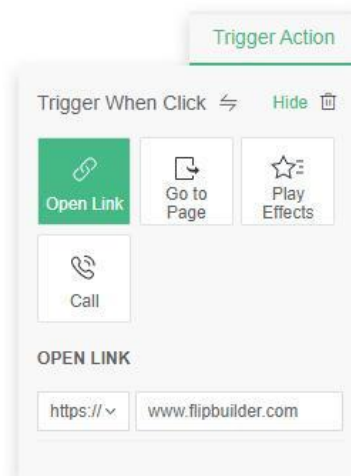 Trigger Action
Trigger When Click Hide
Open Link
Go to
Page
Play
Effects
Call
OPEN LINK
https:// www.flipbuilder.com